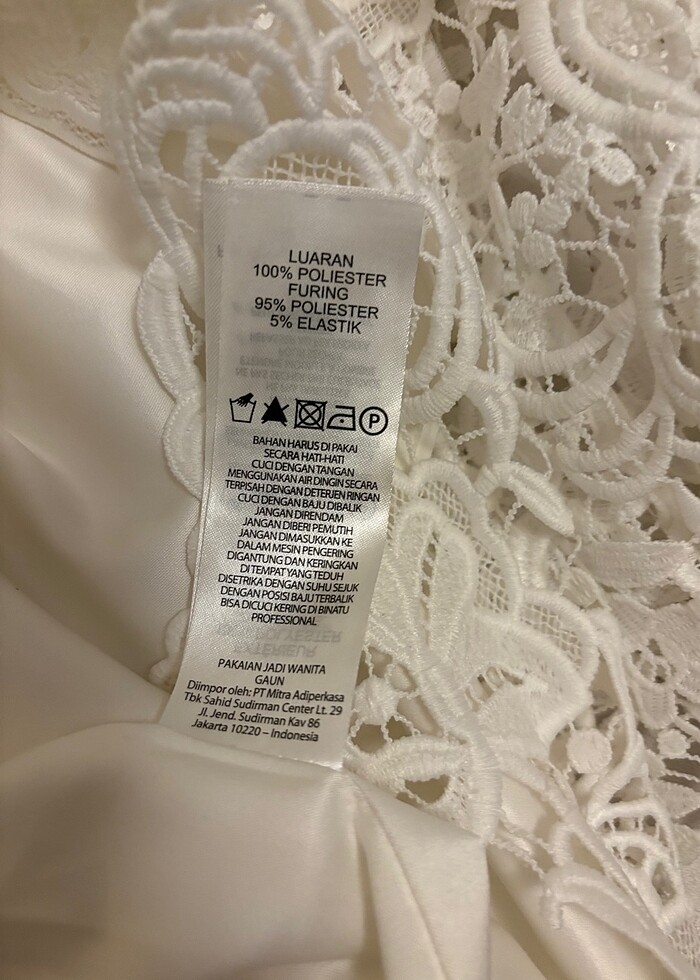 LUARAN
100% POLIESTER
FURING
95% POLIESTER
5% ELASTIK
P
BAHAN HARUS DI PAKAI
SECARA HATI-HATI
CUCI DENGAN TANGAN
MENGGUNAKAN AIR DINGIN SECARA
TERPISAH DENGAN DETERJEN RINGAN
CUCI DENGAN BAJU DIBALIK
JANGAN DIRENDAM
JANGAN DIBERI PEMUTIH
JANGAN DIMASUKKAN KE
DALAM MESIN PENGERING
DIGANTUNG DAN KERINGKAN
DI TEMPAT YANG TEDUH
DISETRIKA DENGAN SUHU SEJUK
DENGAN POSISI BAJU TERBALIK
BISA DICUCI KERING DI BINATU
PROFESSIONAL
PAKAIAN JADI WANITA
GAUN
Diimpor oleh: PT Mitra Adiperkasa
Tbk Sahid Sudirman Center Lt. 29
Jl. Jend. Sudirman Kav 86
Jakarta 10220 – Indonesia